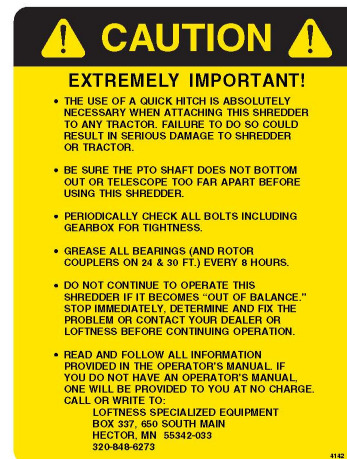 CAUTION
EXTREMELY IMPORTANT!
• THE USE OF A QUICK HITCH IS ABSOLUTELY
NECESSARY WHEN ATTACHING THIS SHREDDER
TO ANY TRACTOR. FAILURE TO DO SO COULD
RESULT IN SERIOUS DAMAGE TO SHREDDER
OR TRACTOR.
• BE SURE THE PTO SHAFT DOES NOT BOTTOM
OUT OR TELESCOPE TOO FAR APART BEFORE
USING THIS SHREDDER.
• PERIODICALLY CHECK ALL BOLTS INCLUDING
GEARBOX FOR TIGHTNESS.
• GREASE ALL BEARINGS (AND ROTOR
COUPLERS ON 24 & 30 FT.) EVERY 8 HOURS.
• DO NOT CONTINUE TO OPERATE THIS
SHREDDER IF IT BECOMES “OUT OF BALANCE.”
STOP IMMEDIATELY, DETERMINE AND FIX THE
PROBLEM OR CONTACT YOUR DEALER OR
LOFTNESS BEFORE CONTINUING OPERATION.
• READ AND FOLLOW ALL INFORMATION
PROVIDED IN THE OPERATOR'S MANUAL. IF
YOU DO NOT HAVE AN OPERATOR'S MANUAL,
ONE WILL BE PROVIDED TO YOU AT NO CHARGE.
CALL OR WRITE TO:
LOFTNESS SPECIALIZED EQUIPMENT
BOX 337, 650 SOUTH MAIN
HECTOR, MN 55342-033
320-848-6273
4142